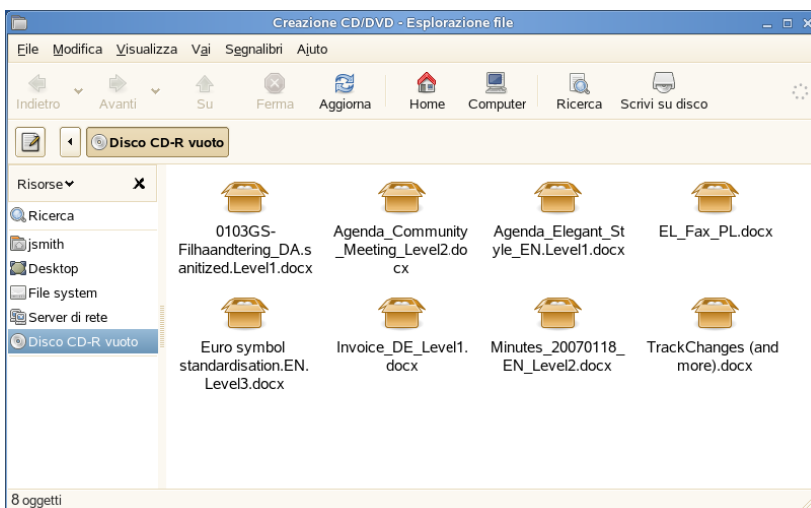 Creazione CD/DVD - Esplorazione file
File Modifica Visualizza Vai Segnalibri Aiuto
Indietro Avanti Su Ferma Aggiorna Home Computer Ricerca Scrivi su disco
Disco CD-R vuoto
Risorse
Ricerca
jsmith
Desktop
File system
Server di rete
Disco CD-R vuoto
0103GS-
Filhaandtering_DA.s
anitized.Level1.docx
Agenda_Community
_Meeting_Level2.do
cx
Agenda_Elegant_St
yle_EN.Level1.docx
EL_Fax_PL.docx
Euro symbol
standardisation.EN.
Level3.docx
Invoice_DE_Level1.
docx
Minutes_20070118_
EN_Level2.docx
TrackChanges (and
more).docx
8 oggetti